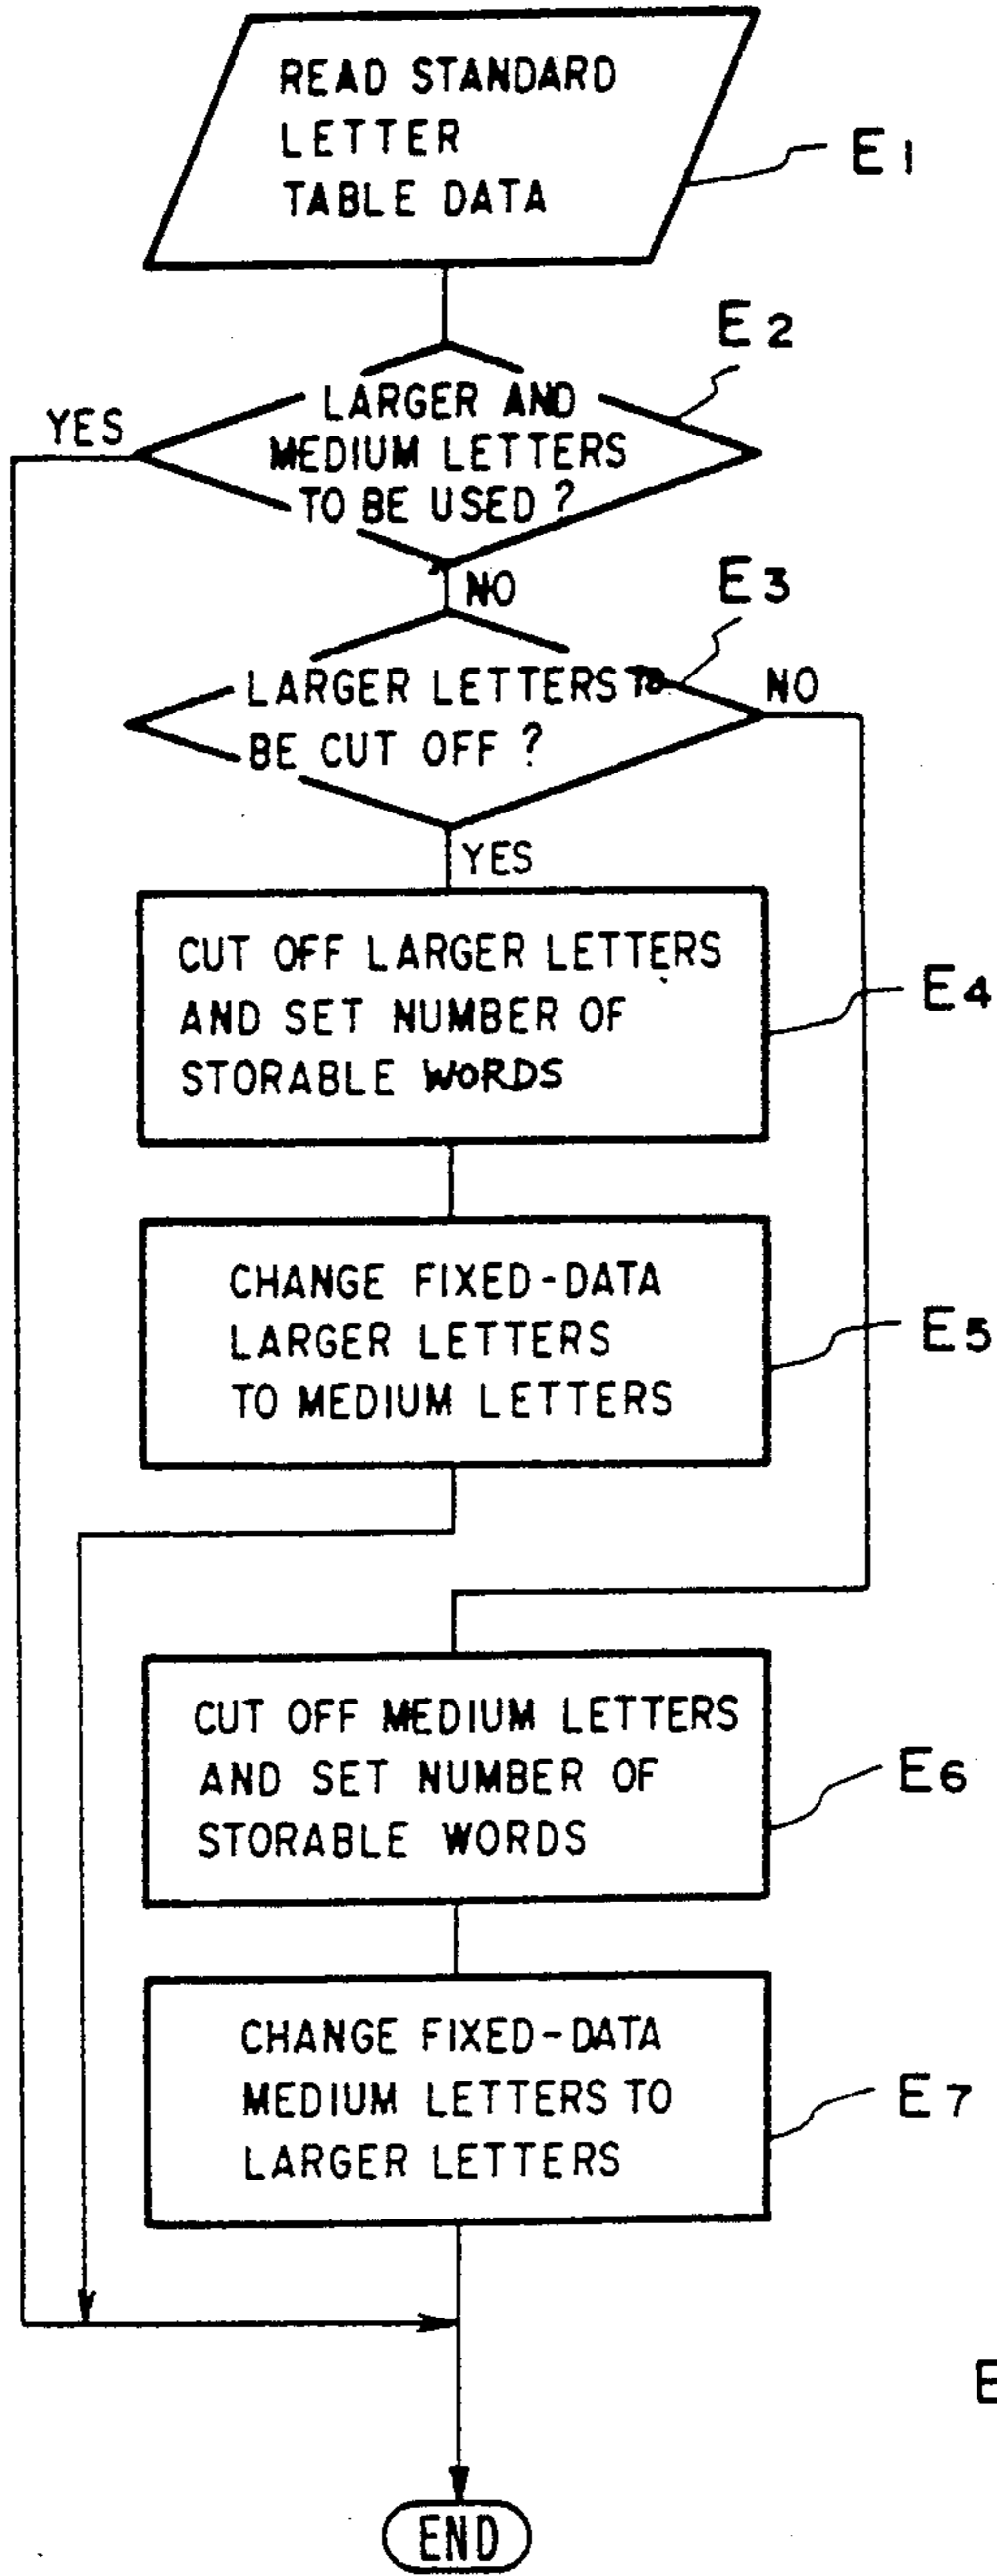 READ STANDARD
LETTER
TABLE DATA
E1
E2
LARGER AND
MEDIUM LETTERS
TO BE USED ?
YES
NO
E3
LARGER LETTERS TO
BE CUT OFF ?
NO
YES
CUT OFF LARGER LETTERS
AND SET NUMBER OF
STORABLE WORDS
E4
CHANGE FIXED-DATA
LARGER LETTERS
TO MEDIUM LETTERS
E5
CUT OFF MEDIUM LETTERS
AND SET NUMBER OF
STORABLE WORDS
E6
CHANGE FIXED-DATA
MEDIUM LETTERS TO
LARGER LETTERS
E7
END